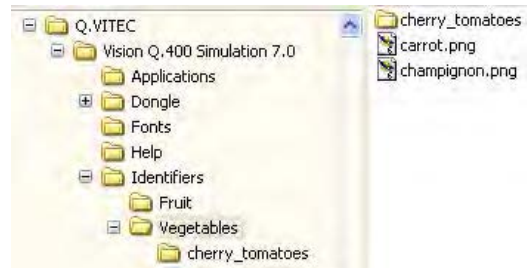 Q.VITEC
Vision Q.400 Simulation 7.0
Applications
Dongle
Fonts
Help
Identifiers
Fruit
Vegetables
cherry_tomatoes
cherry_tomatoes
carrot.png
champignon.png